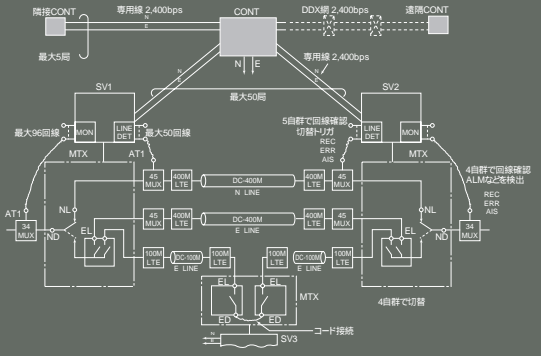 隣接CONT
専用線 2,400bps
N
E
CONT
DDX網 2,400bps
遠隔CONT
最大5局
専用線 2,400bps
N
E
N E
N
E
最大50局
SV1
SV2
最大96回線
MON
LINE
DET
最大50回線
5自群で回線確認
切替トリガ
LINE
DET
MON
REC
ERR
AIS
MTX
AT1
MTX
4自群で回線確認
ALMなどを検出
REC
ERR
AIS
45
MUX
400M
LTE
DC-400M
N LINE
400M
LTE
45
MUX
AT1
34
MUX
NL
ND
EL
45
MUX
400M
LTE
DC-400M
E LINE
400M
LTE
45
MUX
NL
EL
ND
34
MUX
100M
LTE
DC-100M
E LINE
100M
LTE
100M
LTE
DC-100M
E LINE
100M
LTE
EL
EL
MTX
4自群で切替
ED
ED
コード接続
N
E
SV3